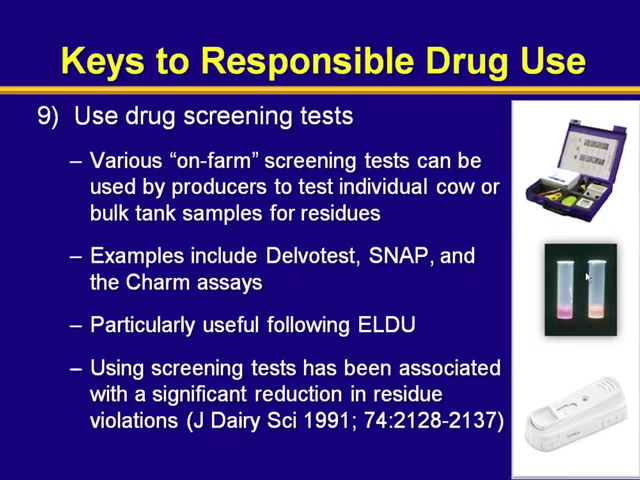 Keys to Responsible Drug Use
9) Use drug screening tests
– Various “on-farm” screening tests can be
used by producers to test individual cow or
bulk tank samples for residues
– Examples include Delvotest, SNAP, and
the Charm assays
– Particularly useful following ELDU
– Using screening tests has been associated
with a significant reduction in residue
violations (J Dairy Sci 1991; 74:2128-2137)